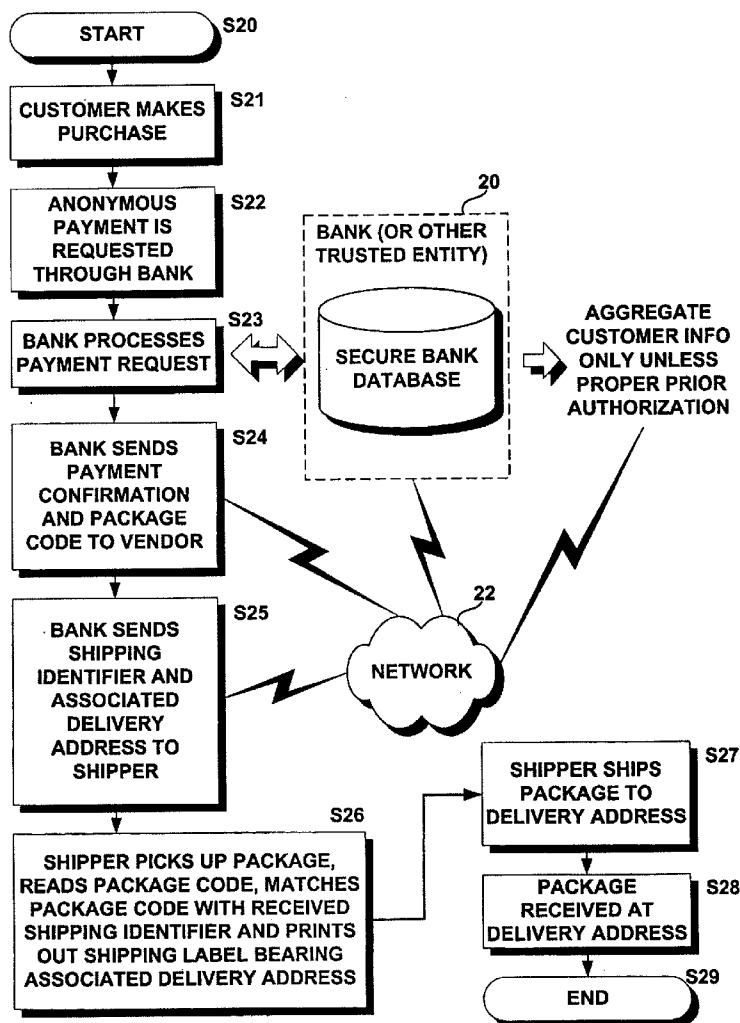 START
S20
CUSTOMER MAKES
PURCHASE
S21
ANONYMOUS
PAYMENT IS
REQUESTED
THROUGH BANK
S22
BANK PROCESSES
PAYMENT REQUEST
S23
20
BANK (OR OTHER
TRUSTED ENTITY)
SECURE BANK
DATABASE
AGGREGATE
CUSTOMER INFO
ONLY UNLESS
PROPER PRIOR
AUTHORIZATION
BANK SENDS
PAYMENT
CONFIRMATION
AND PACKAGE
CODE TO VENDOR
S24
BANK SENDS
SHIPPING
IDENTIFIER AND
ASSOCIATED
DELIVERY
ADDRESS TO
SHIPPER
S25
22
NETWORK
SHIPPER PICKS UP PACKAGE,
READS PACKAGE CODE, MATCHES
PACKAGE CODE WITH RECEIVED
SHIPPING IDENTIFIER AND PRINTS
OUT SHIPPING LABEL BEARING
ASSOCIATED DELIVERY ADDRESS
S26
SHIPPER SHIPS
PACKAGE TO
DELIVERY ADDRESS
S27
PACKAGE
RECEIVED AT
DELIVERY ADDRESS
S28
END
S29